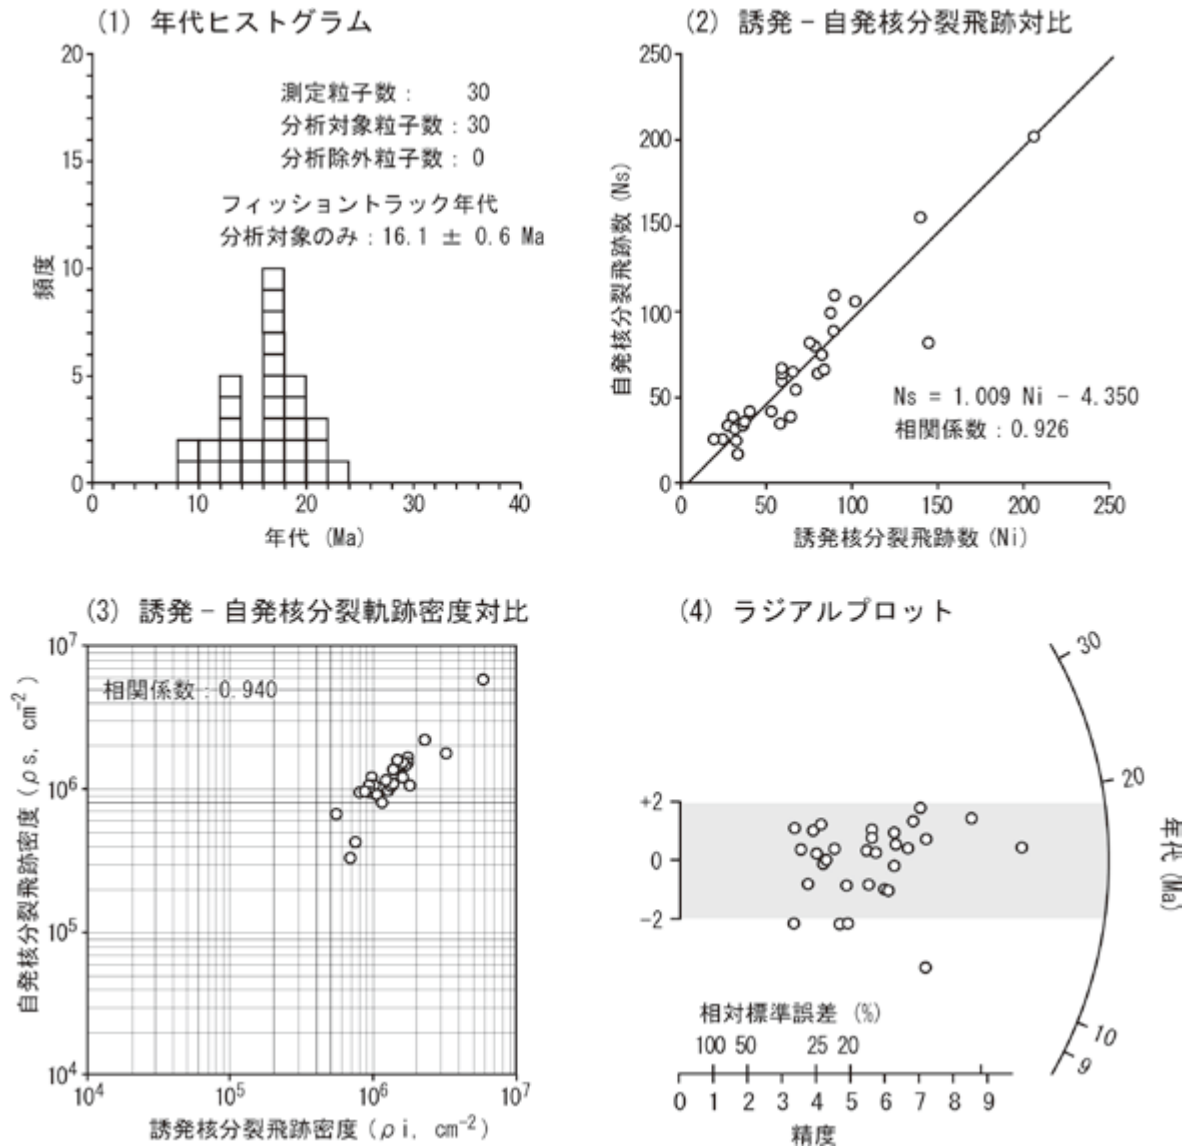 (1) 年代ヒストグラム
20
15
10
5
0
頻度
測定粒子数： 30
分析対象粒子数：30
分析除外粒子数：0
フィッショントラック年代
分析対象のみ：16.1 ± 0.6 Ma
0 10 20 30 40
年代 (Ma)
(2) 誘発－自発核分裂飛跡対比
250
200
150
100
50
0
自発核分裂飛跡数 (Ns)
Ns = 1.009 Ni − 4.350
相関係数：0.926
0 50 100 150 200 250
誘発核分裂飛跡数 (Ni)
(3) 誘発－自発核分裂軌跡密度対比
10⁷
10⁶
10⁵
10⁴
自発核分裂飛跡密度 (ρs, cm⁻²)
相関係数：0.940
10⁴ 10⁵ 10⁶ 10⁷
誘発核分裂飛跡密度 (ρi, cm⁻²)
(4) ラジアルプロット
30
20
10
9
年代 (Ma)
+2
0
−2
相対標準誤差 (%)
100 50 25 20
0 1 2 3 4 5 6 7 8 9
精度